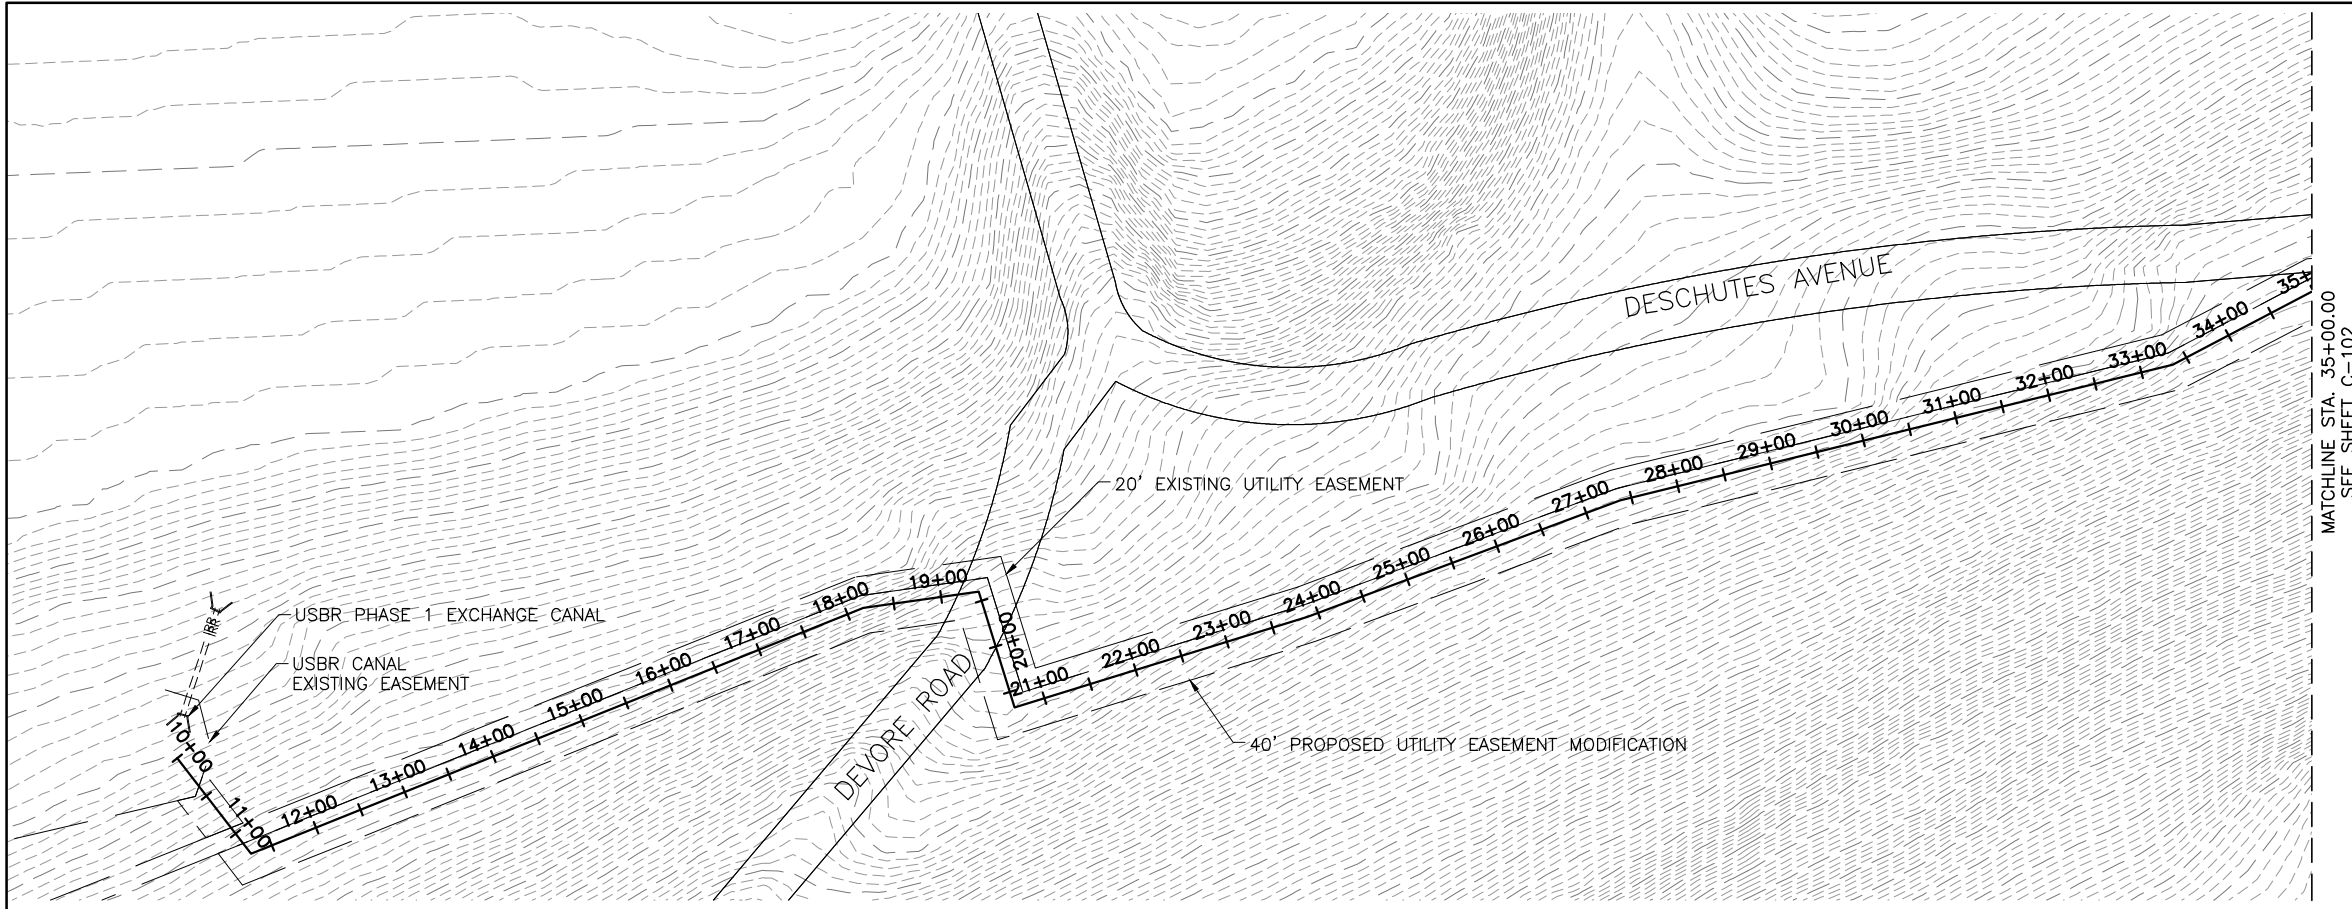 DESCHUTES AVENUE
35+
34+00
33+00
32+00
31+00
30+00
29+00
28+00
27+00
26+00
25+00
24+00
23+00
22+00
21+00
20+00
19+00
18+00
17+00
16+00
15+00
14+00
13+00
12+00
11+00
10+00
MATCHLINE STA. 35+00.00
SEE SHEET C-102
20' EXISTING UTILITY EASEMENT
USBR PHASE 1 EXCHANGE CANAL
USBR CANAL
EXISTING EASEMENT
DEVORE ROAD
40' PROPOSED UTILITY EASEMENT MODIFICATION